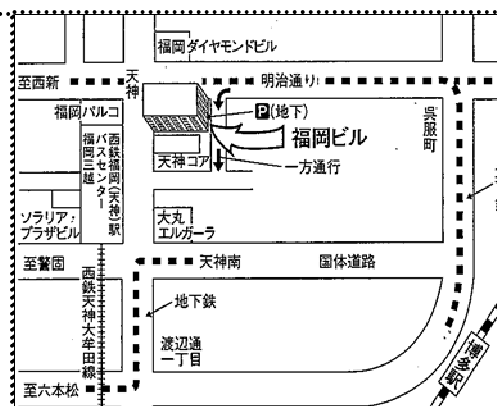 福岡ダイヤモンドビル
至西新
天神
明治通り
福岡パルコ
P(地下)
福岡ビル
呉服町
西鉄福岡(天神)駅
バスセンター
福岡三越
天神コア
一方通行
ソラリア
プラザビル
大丸
エルガーラ
至警固
天神南
国体道路
西鉄天神大牟田線
地下鉄
渡辺通
一丁目
博多駅
至六本松